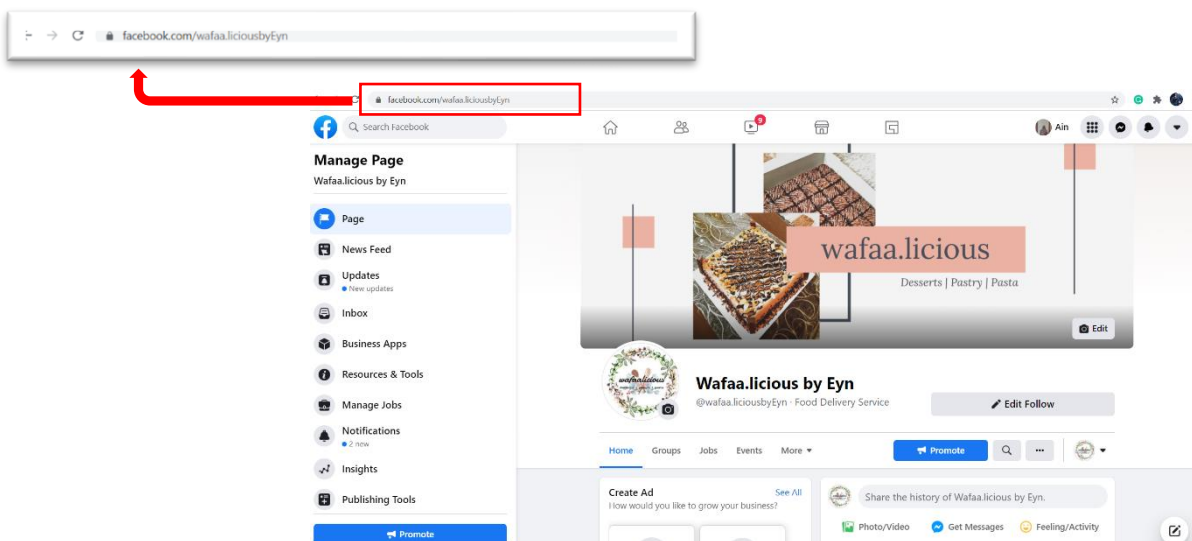 facebook.com/wafaa.liciousbyEyn
facebook.com/wafaa.liciousbyEyn
Search Facebook
9
Ain
Manage Page
Wafaa.licious by Eyn
Page
News Feed
Updates
New updates
Inbox
Business Apps
Resources & Tools
Manage Jobs
Notifications
2 new
Insights
Publishing Tools
Promote
wafaa.licious
Desserts | Pastry | Pasta
Edit
wafaalicious
Wafaa.licious by Eyn
@wafaa.liciousbyEyn · Food Delivery Service
Edit Follow
Home Groups Jobs Events More
Promote
Create Ad See All
How would you like to grow your business?
Share the history of Wafaa.licious by Eyn.
Photo/Video Get Messages Feeling/Activity